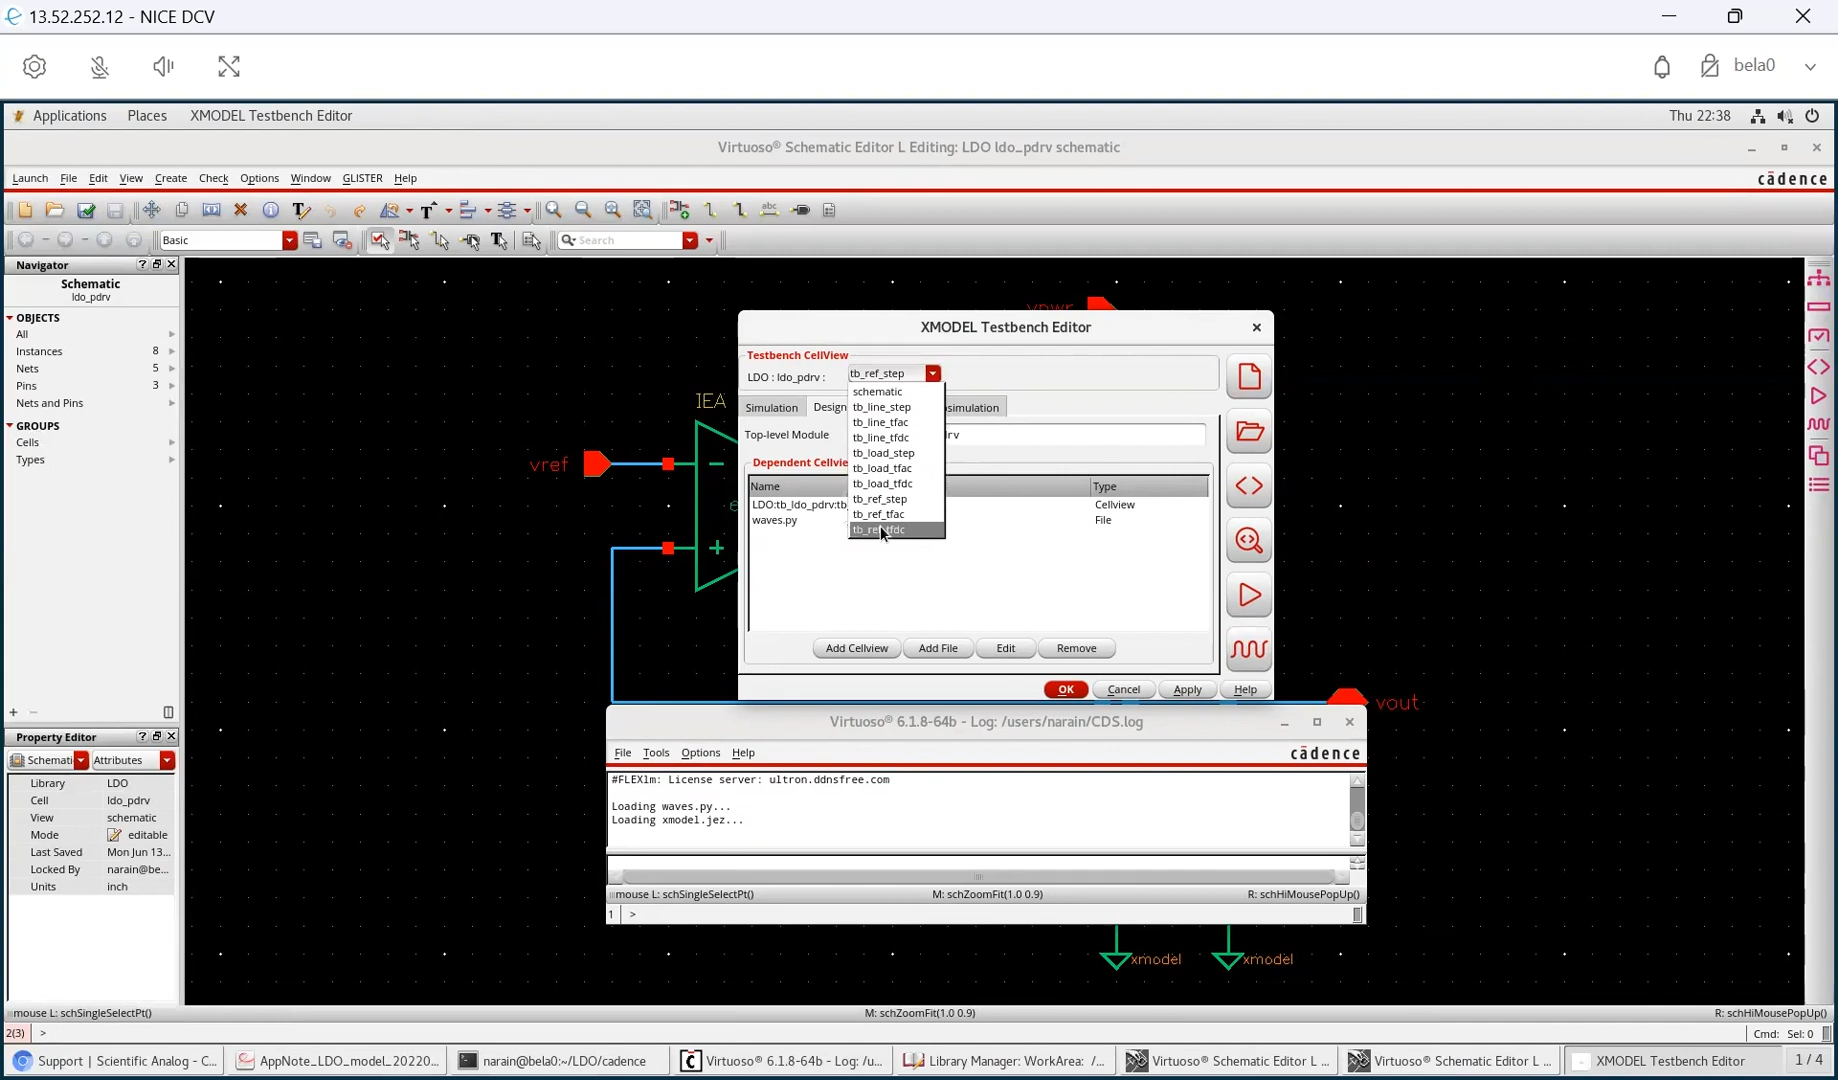 13.52.252.12 - NICE DCV
bela0
Applications Places XMODEL Testbench Editor Thu 22:38
Virtuoso® Schematic Editor L Editing: LDO ldo_pdrv schematic
Launch File Edit View Create Check Options Window GLISTER Help cādence
Basic Search
Navigator
Schematic
ldo_pdrv
OBJECTS
All
Instances 8
Nets 5
Pins 3
Nets and Pins
GROUPS
Cells
Types
Property Editor
Schemati Attributes
Library LDO
Cell ldo_pdrv
View schematic
Mode editable
Last Saved Mon Jun 13...
Locked By narain@be...
Units inch
vpwr
IEA
vref
vout
xmodel
xmodel
XMODEL Testbench Editor
Testbench CellView
LDO : ldo_pdrv : tb_ref_step
schematic
tb_line_step
tb_line_tfac
tb_line_tfdc
tb_load_step
tb_load_tfac
tb_load_tfdc
tb_ref_step
tb_ref_tfac
tb_ref_tfdc
Simulation Design simulation
Top-level Module drv
Dependent Cellvie
Name Type
LDO:tb_ldo_pdrv:tb_ Cellview
waves.py File
Add Cellview Add File Edit Remove
OK Cancel Apply Help
Virtuoso® 6.1.8-64b - Log: /users/narain/CDS.log
File Tools Options Help cādence
#FLEXlm: License server: ultron.ddnsfree.com
Loading waves.py...
Loading xmodel.jez...
mouse L: schSingleSelectPt() M: schZoomFit(1.0 0.9) R: schHiMousePopUp()
1 >
mouse L: schSingleSelectPt() M: schZoomFit(1.0 0.9) R: schHiMousePopUp()
2(3) > Cmd: Sel: 0
Support | Scientific Analog - C... AppNote_LDO_model_20220... narain@bela0:~/LDO/cadence Virtuoso® 6.1.8-64b - Log: /u... Library Manager: WorkArea: /... Virtuoso® Schematic Editor L ... Virtuoso® Schematic Editor L ... XMODEL Testbench Editor 1 / 4